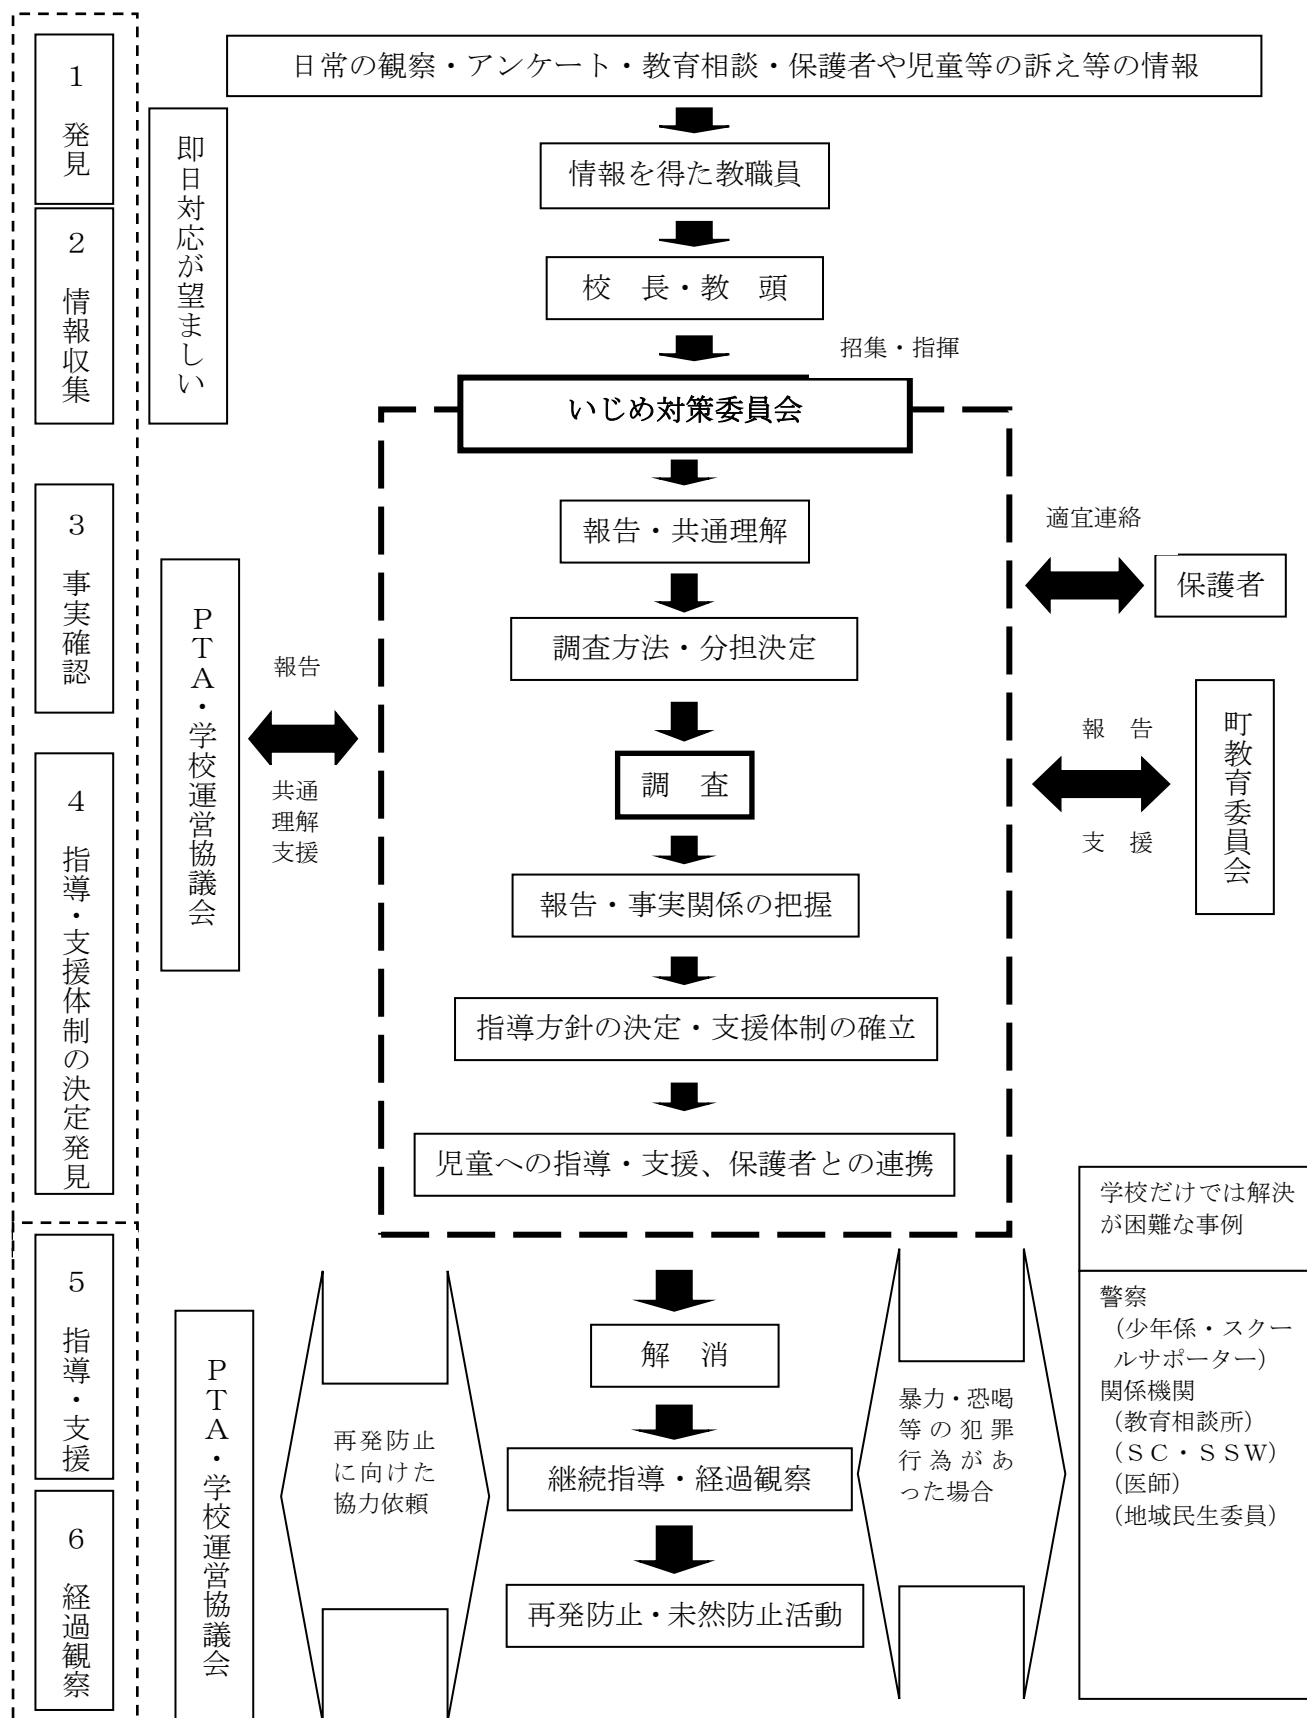 1 発見
2 情報収集
3 事実確認
4 指導・支援体制の決定発見
5 指導・支援
6 経過観察
即日対応が望ましい
日常の観察・アンケート・教育相談・保護者や児童等の訴え等の情報
情報を得た教職員
校 長・教 頭
招集・指揮
いじめ対策委員会
報告・共通理解
調査方法・分担決定
調 査
報告・事実関係の把握
指導方針の決定・支援体制の確立
児童への指導・支援、保護者との連携
PTA・学校運営協議会
報告
共通
理解
支援
適宜連絡
保護者
報 告
支 援
町教育委員会
解 消
継続指導・経過観察
再発防止・未然防止活動
PTA・学校運営協議会
再発防止
に向けた
協力依頼
暴力・恐喝
等の犯罪
行為があ
った場合
学校だけでは解決
が困難な事例
警察
(少年係・スクー
ルサポーター)
関係機関
(教育相談所)
(SC・SSW)
(医師)
(地域民生委員)